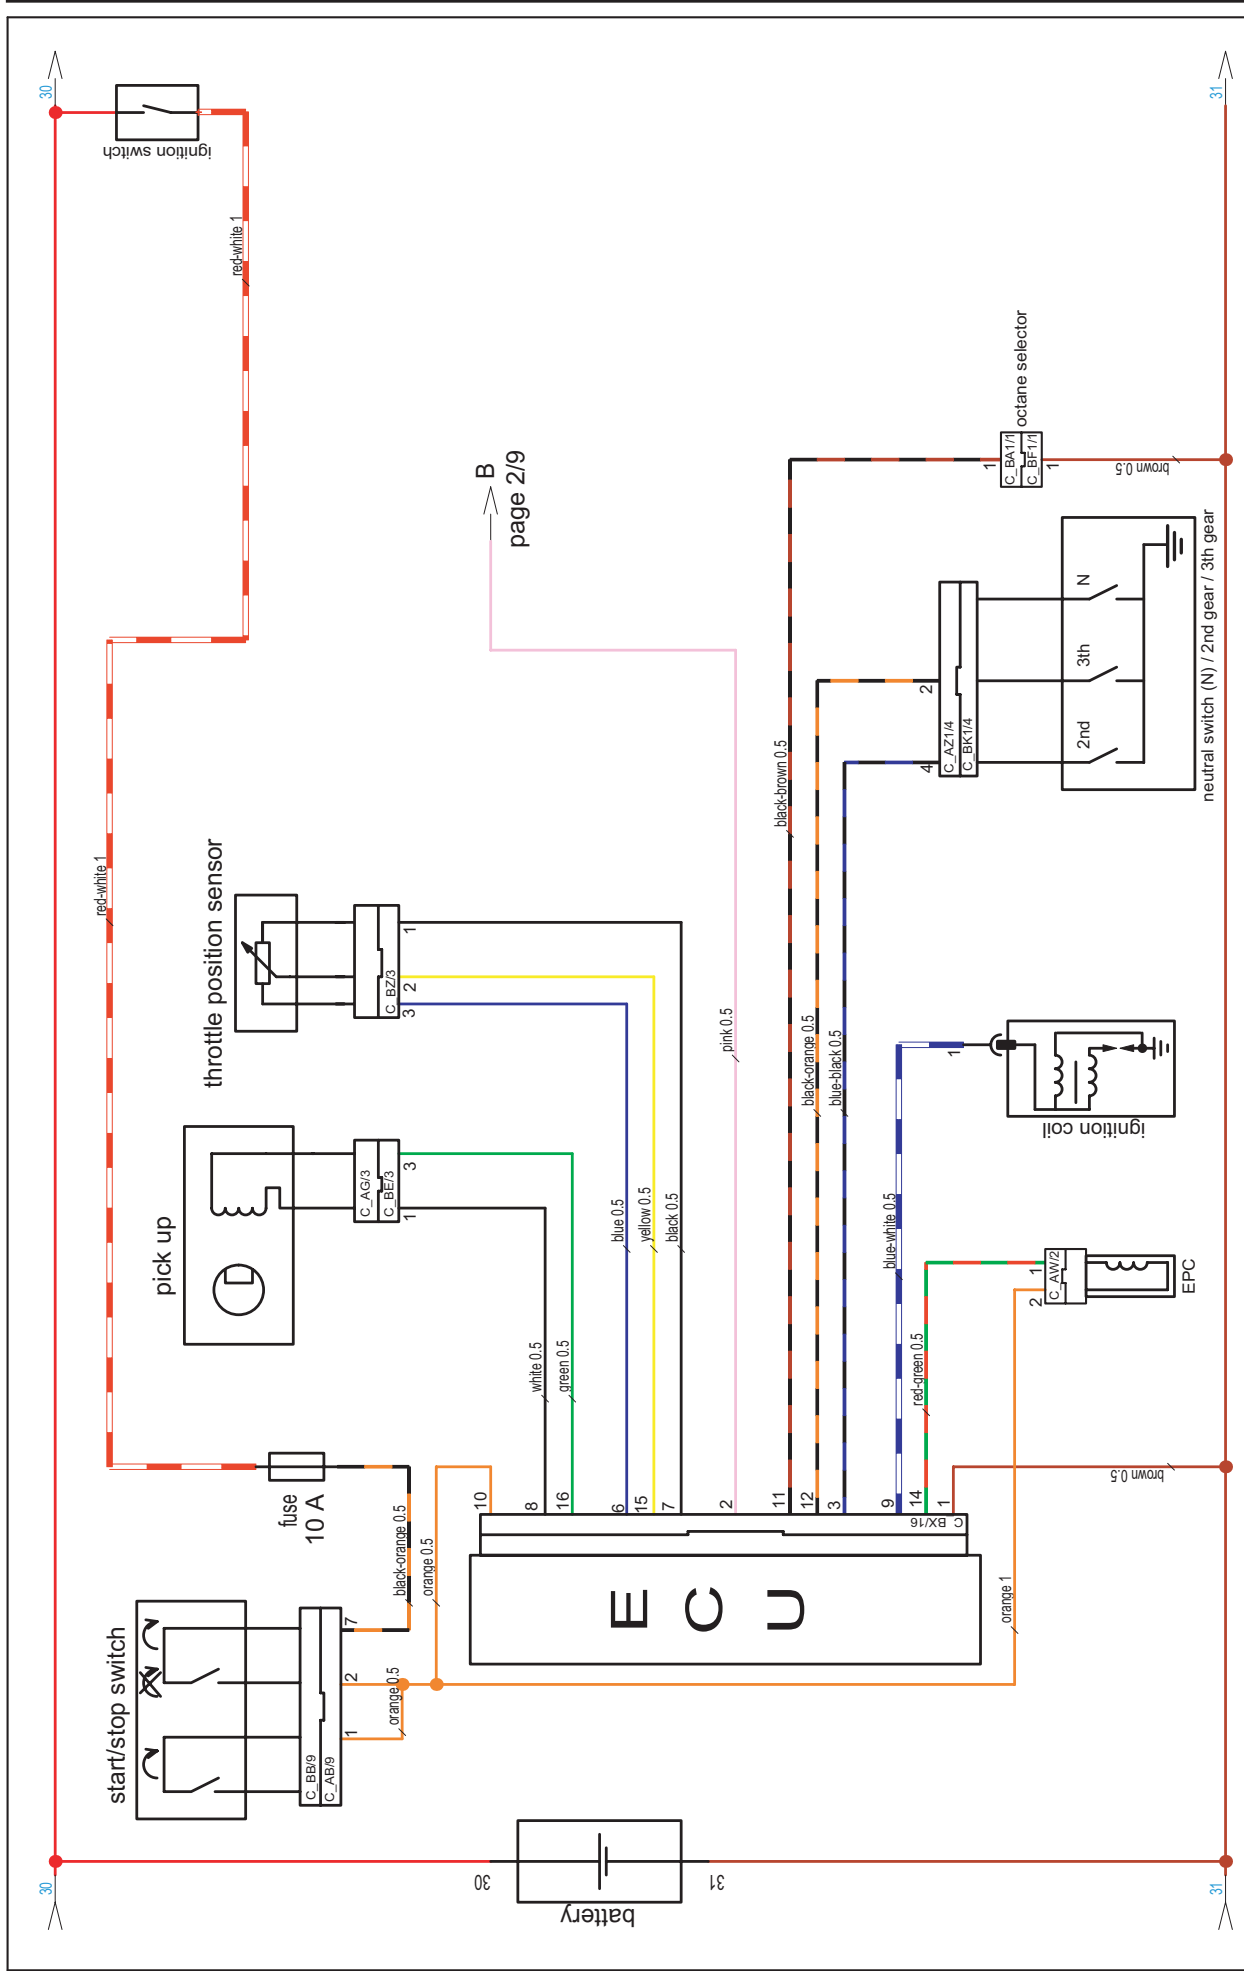 30
ignition switch
red-white 1
red-white 1
31
B
page 2/9
octane selector
C_BA1/1
C_BF1/1
1
1
brown 0.5
neutral switch (N) / 2nd gear / 3th gear
N
3th
2nd
C_AZ1/4
C_BK1/4
2
4
black-brown 0.5
black-orange 0.5
blue-black 0.5
throttle position sensor
C_BZ/3
1
2
3
pink 0.5
blue 0.5
yellow 0.5
black 0.5
pick up
C_AG/3
C_BE/3
3
1
white 0.5
green 0.5
ignition coil
1
blue-white 0.5
EPC
C_AW/2
1
2
red-green 0.5
brown 0.5
fuse
10 A
black-orange 0.5
orange 0.5
10
8
16
6
15
7
2
11
12
3
9
14
1
C_BX/16
E
C
U
orange 1
start/stop switch
C_BB/9
C_AB/9
7
2
1
orange 0.5
30
battery
31
30
31